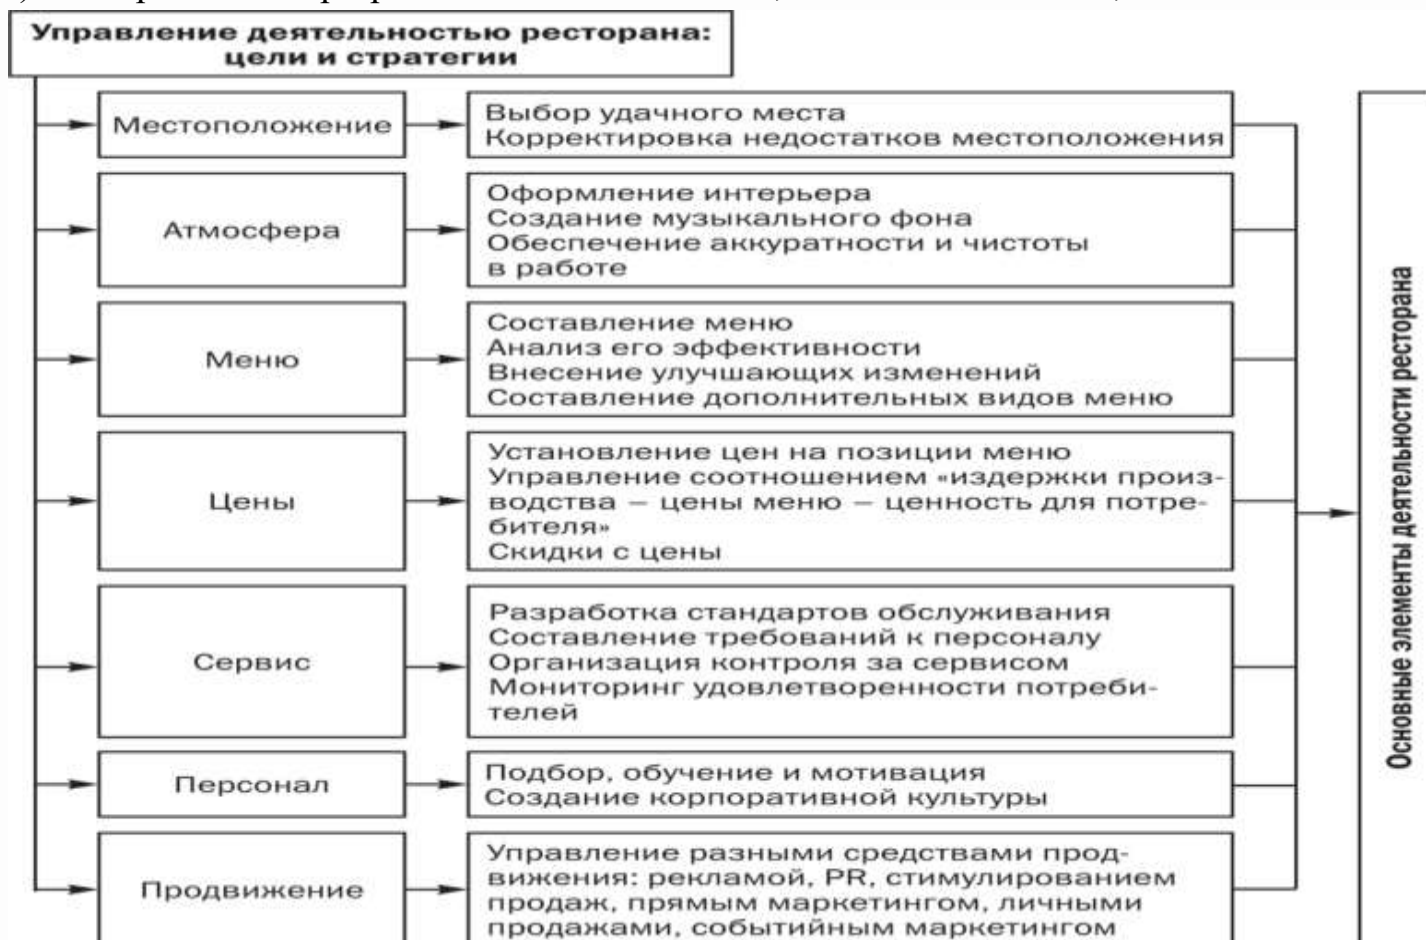 Управление деятельностью ресторана:
цели и стратегии
Местоположение
Выбор удачного места
Корректировка недостатков местоположения
Атмосфера
Оформление интерьера
Создание музыкального фона
Обеспечение аккуратности и чистоты
в работе
Меню
Составление меню
Анализ его эффективности
Внесение улучшающих изменений
Составление дополнительных видов меню
Цены
Установление цен на позиции меню
Управление соотношением «издержки произ-
водства — цены меню — ценность для потре-
бителя»
Скидки с цены
Сервис
Разработка стандартов обслуживания
Составление требований к персоналу
Организация контроля за сервисом
Мониторинг удовлетворенности потреби-
телей
Персонал
Подбор, обучение и мотивация
Создание корпоративной культуры
Продвижение
Управление разными средствами прод-
вижения: рекламой, PR, стимулированием
продаж, прямым маркетингом, личными
продажами, событийным маркетингом
Основные элементы деятельности ресторана